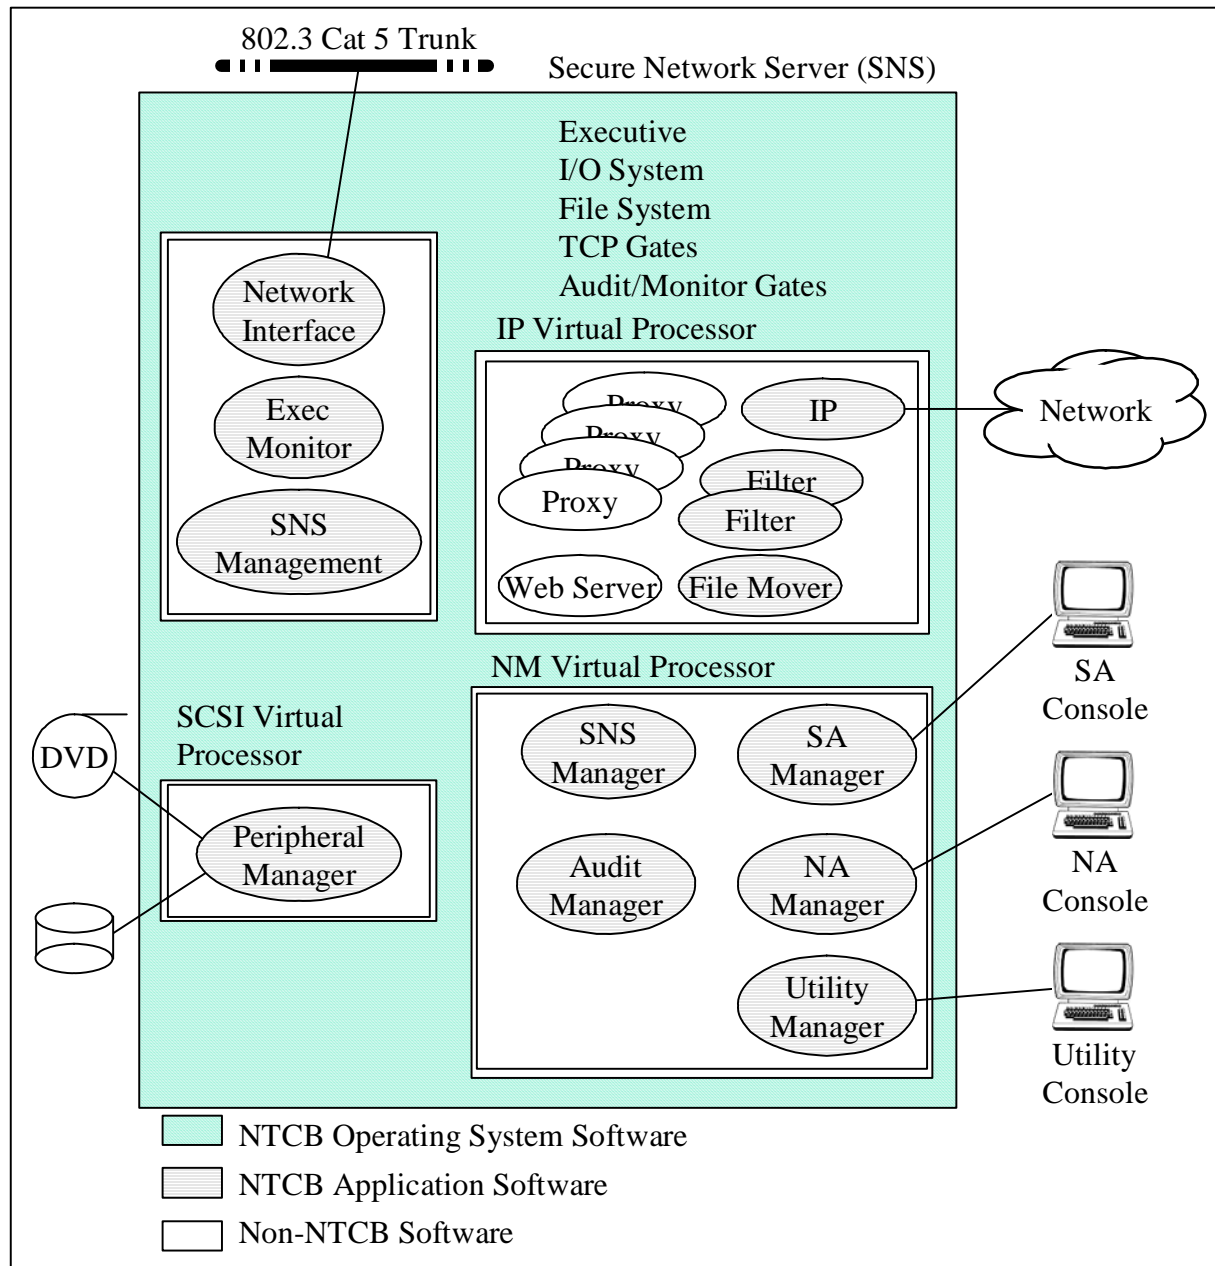 802.3 Cat 5 Trunk
Secure Network Server (SNS)
Executive
I/O System
File System
TCP Gates
Audit/Monitor Gates
Network
Interface
Exec
Monitor
SNS
Management
IP Virtual Processor
Proxy
Proxy
Proxy
Proxy
IP
Filter
Filter
Web Server
File Mover
Network
SCSI Virtual
Processor
DVD
Peripheral
Manager
NM Virtual Processor
SNS
Manager
SA
Manager
Audit
Manager
NA
Manager
Utility
Manager
SA
Console
NA
Console
Utility
Console
NTCB Operating System Software
NTCB Application Software
Non-NTCB Software